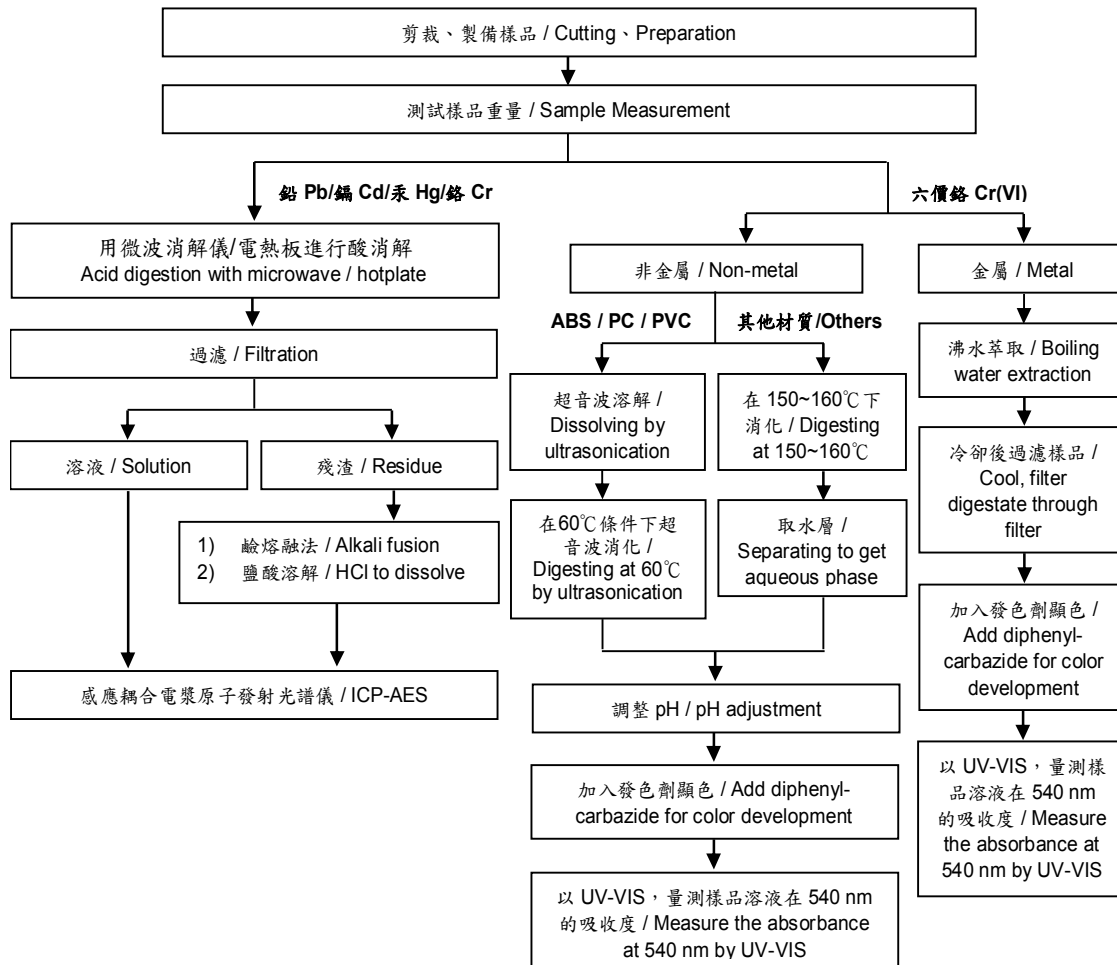 剪裁、製備樣品 / Cutting、Preparation
測試樣品重量 / Sample Measurement
鉛 Pb/鎘 Cd/汞 Hg/鉻 Cr
六價鉻 Cr(VI)
用微波消解儀/電熱板進行酸消解
Acid digestion with microwave / hotplate
非金屬 / Non-metal
金屬 / Metal
ABS / PC / PVC
其他材質/Others
過濾 / Filtration
沸水萃取 / Boiling
water extraction
超音波溶解 /
Dissolving by
ultrasonication
在 150~160℃下
消化 / Digesting
at 150~160℃
溶液 / Solution
殘渣 / Residue
冷卻後過濾樣品 /
Cool, filter
digestate through
filter
1) 鹼熔融法 / Alkali fusion
2) 鹽酸溶解 / HCl to dissolve
在60℃條件下超
音波消化 /
Digesting at 60℃
by ultrasonication
取水層 /
Separating to get
aqueous phase
加入發色劑顯色 /
Add diphenyl-
carbazide for color
development
感應耦合電漿原子發射光譜儀 / ICP-AES
調整 pH / pH adjustment
加入發色劑顯色 / Add diphenyl-
carbazide for color development
以 UV-VIS，量測樣
品溶液在 540 nm
的吸收度 / Measure
the absorbance at
540 nm by UV-VIS
以 UV-VIS，量測樣品溶液在 540 nm
的吸收度 / Measure the absorbance
at 540 nm by UV-VIS